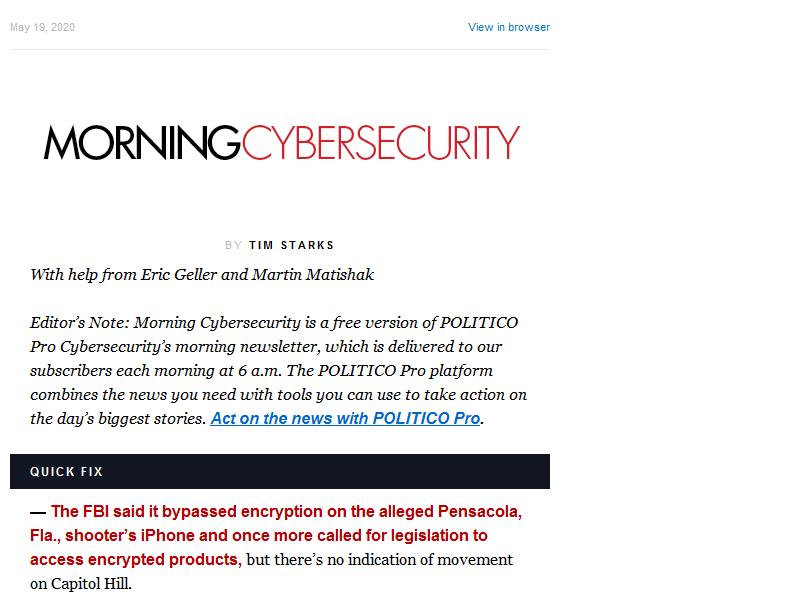 May 19, 2020 View in browser
MORNINGCYBERSECURITY
BY TIM STARKS
With help from Eric Geller and Martin Matishak
Editor’s Note: Morning Cybersecurity is a free version of POLITICO
Pro Cybersecurity’s morning newsletter, which is delivered to our
subscribers each morning at 6 a.m. The POLITICO Pro platform
combines the news you need with tools you can use to take action on
the day’s biggest stories. Act on the news with POLITICO Pro.
QUICK FIX
— The FBI said it bypassed encryption on the alleged Pensacola,
Fla., shooter’s iPhone and once more called for legislation to
access encrypted products, but there’s no indication of movement
on Capitol Hill.